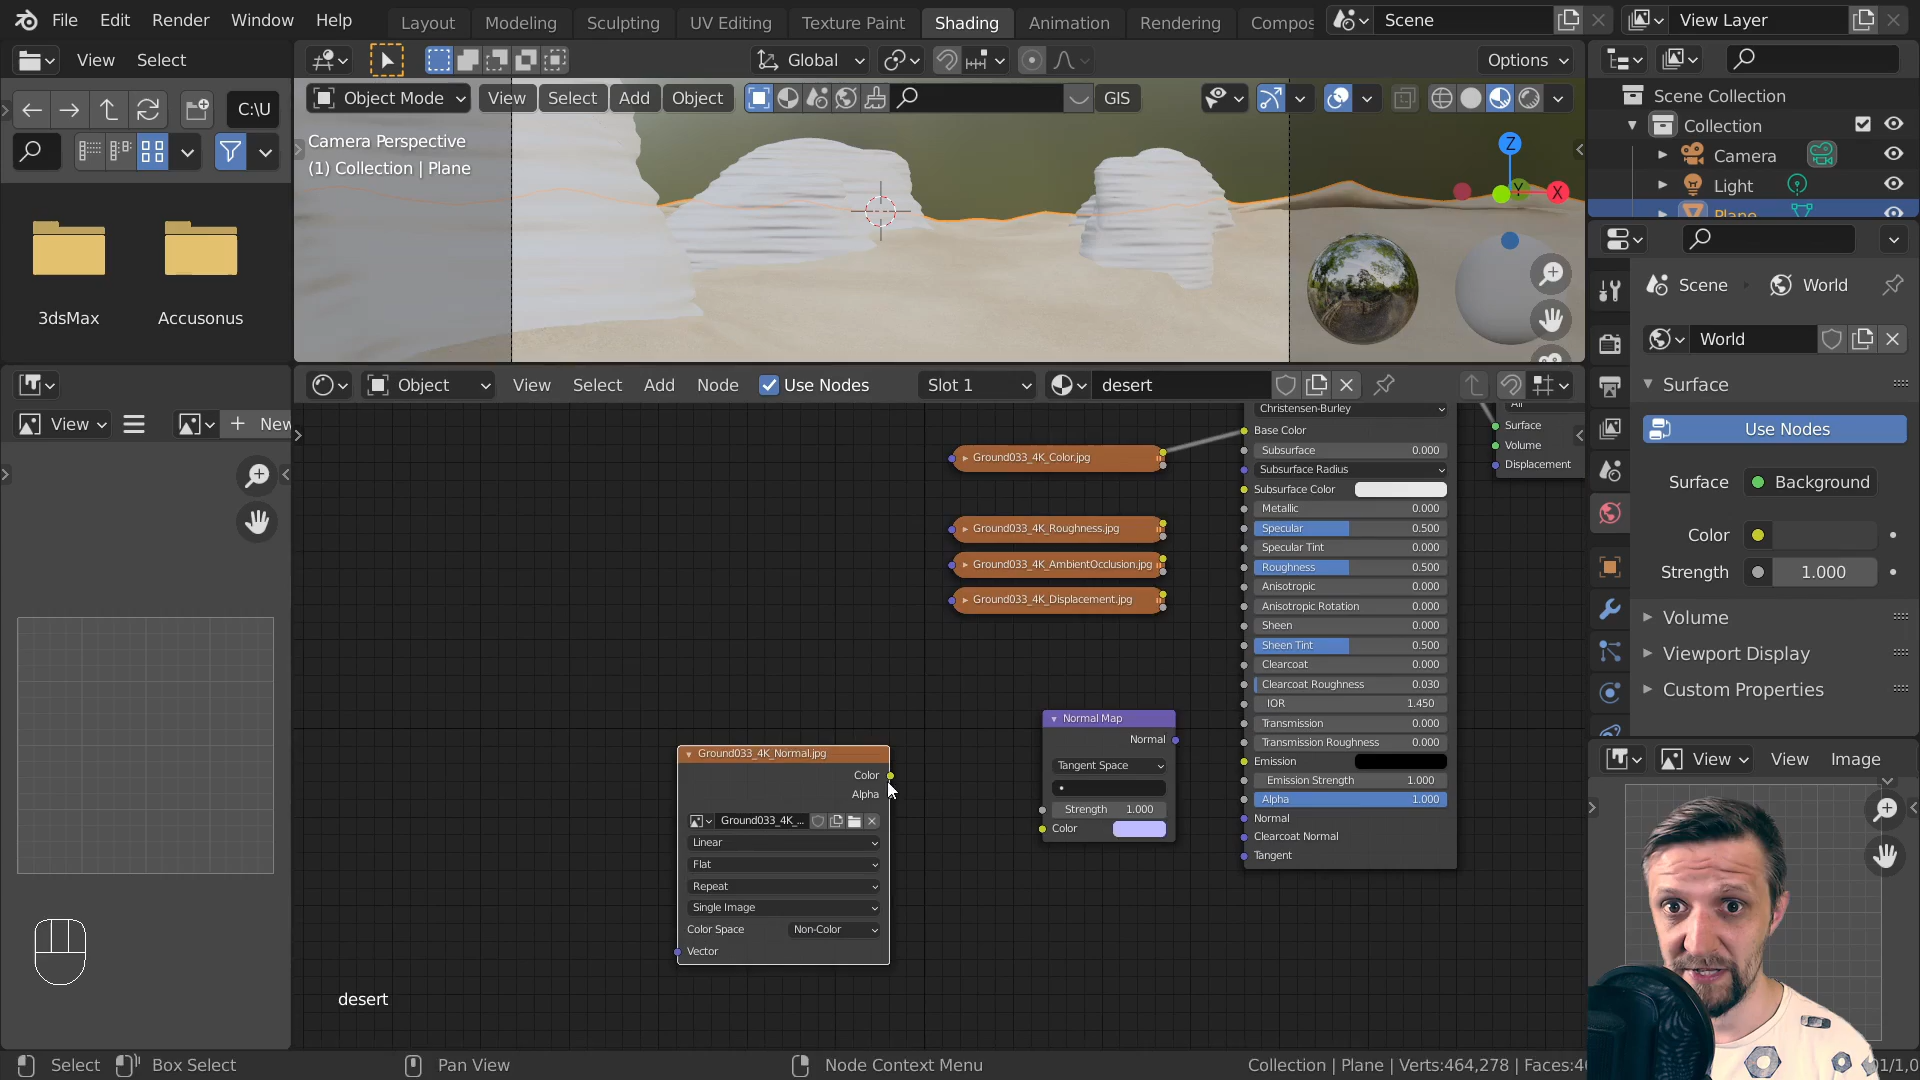 File Edit Render Window Help
Layout Modeling Sculpting UV Editing Texture Paint Shading Animation Rendering Compos
Scene
View Layer
View Select
Global
Options
C:\U
Object Mode View Select Add Object
GIS
Camera Perspective
(1) Collection | Plane
Z
Y
X
Scene Collection
Collection
Camera
Light
Plane
3dsMax
Accusonus
Scene
World
World
Surface
Use Nodes
Surface
Background
Color
Strength
1.000
Volume
Viewport Display
Custom Properties
Object
View Select Add Node
Use Nodes
Slot 1
desert
View
New
Ground033_4K_Color.jpg
Ground033_4K_Roughness.jpg
Ground033_4K_AmbientOcclusion.jpg
Ground033_4K_Displacement.jpg
Christensen-Burley
Base Color
Subsurface 0.000
Subsurface Radius
Subsurface Color
Metallic 0.000
Specular 0.500
Specular Tint 0.000
Roughness 0.500
Anisotropic 0.000
Anisotropic Rotation 0.000
Sheen 0.000
Sheen Tint 0.500
Clearcoat 0.000
Clearcoat Roughness 0.030
IOR 1.450
Transmission 0.000
Transmission Roughness 0.000
Emission
Emission Strength 1.000
Alpha 1.000
Normal
Clearcoat Normal
Tangent
All
Surface
Volume
Displacement
Normal Map
Normal
Tangent Space
Strength 1.000
Color
Ground033_4K_Normal.jpg
Color
Alpha
Ground033_4K_...
Linear
Flat
Repeat
Single Image
Color Space Non-Color
Vector
desert
View View Image
Select
Box Select
Pan View
Node Context Menu
Collection | Plane | Verts:464,278 | Faces:4